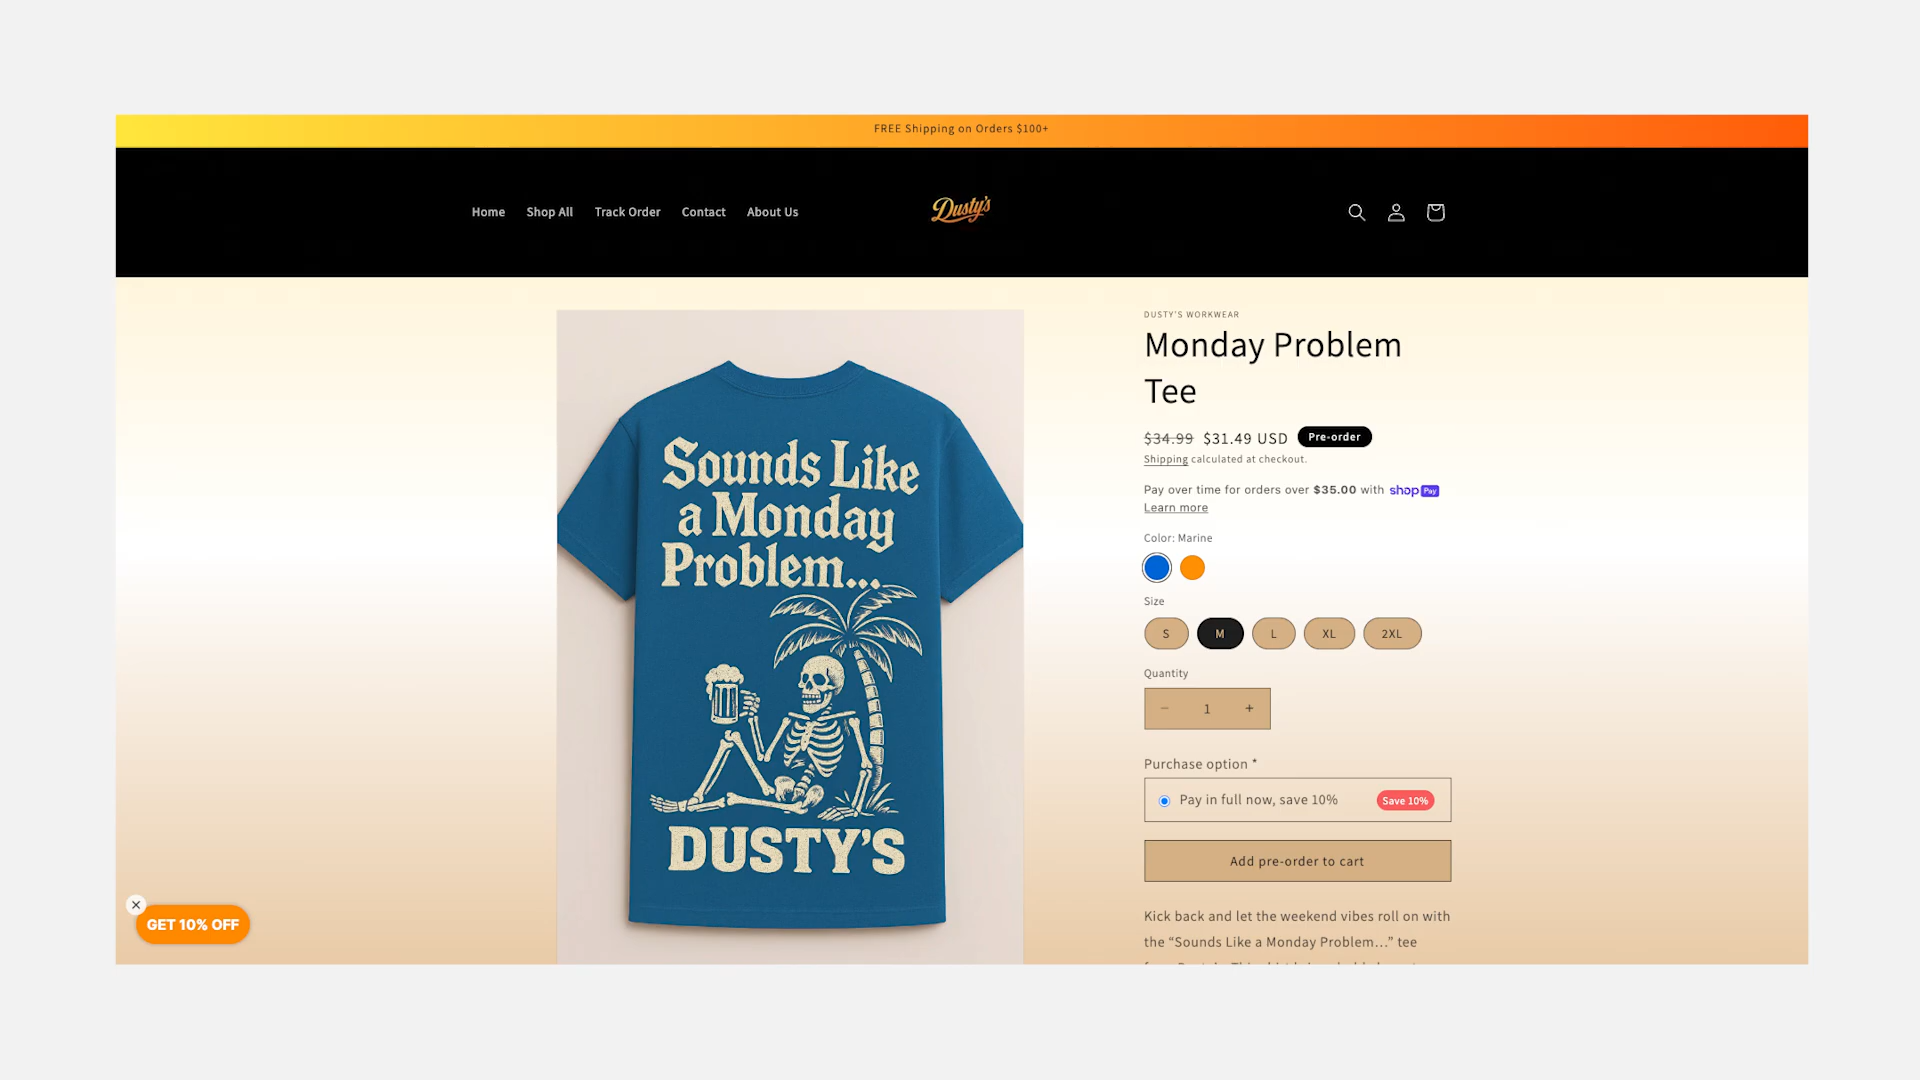 FREE Shipping on Orders $100+
Home Shop All Track Order Contact About Us
Dusty's
DUSTY'S WORKWEAR
Monday Problem
Tee
$34.99 $31.49 USD Pre-order
Shipping calculated at checkout.
Pay over time for orders over $35.00 with shop Pay
Learn more
Color: Marine
Size
S M L XL 2XL
Quantity
− 1 +
Purchase option *
Pay in full now, save 10% Save 10%
Add pre-order to cart
Kick back and let the weekend vibes roll on with
the “Sounds Like a Monday Problem…” tee
Sounds Like
a Monday
Problem...
DUSTY'S
GET 10% OFF